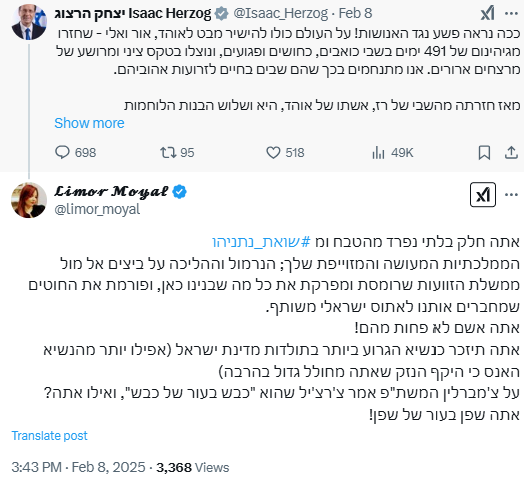 יצחק הרצוג Isaac Herzog @Isaac_Herzog · Feb 8
ככה נראה פשע נגד האנושות! על העולם כולו להישיר מבט לאוהד, אור ואלי - שחזרו
מגיהינום של 491 ימים בשבי כואבים, כחושים ופגועים, ונוצלו בטקס ציני ומרושע של
מרצחים ארורים. אנו מתנחמים בכך שהם שבים בחיים לזרועות אהוביהם.
מאז חזרתה מהשבי של רז, אשתו של אוהד, היא ושלוש הבנות הלוחמות
Show more
698 95 518 49K
𝓛𝓲𝓶𝓸𝓻 𝓜𝓸𝔂𝓪𝓵
@limor_moyal
אתה חלק בלתי נפרד מהטבח ומ #שואת_נתניהו
הממלכתיות המעושה והמזוייפת שלך; הנרמול וההליכה על ביצים אל מול
ממשלת הזוועות שרומסת ומפרקת את כל מה שבנינו כאן, ופורמת את החוטים
שמחברים אותנו לאתוס ישראלי משותף.
אתה אשם לא פחות מהם!
אתה תיזכר כנשיא הגרוע ביותר בתולדות מדינת ישראל (אפילו יותר מהנשיא
האנס כי היקף הנזק שאתה מחולל גדול בהרבה)
על צ'מברלין המשת"פ אמר צ'רצ'יל שהוא "כבש בעור של כבש", ואילו אתה?
אתה שפן בעור של שפן!
Translate post
3:43 PM · Feb 8, 2025 · 3,368 Views